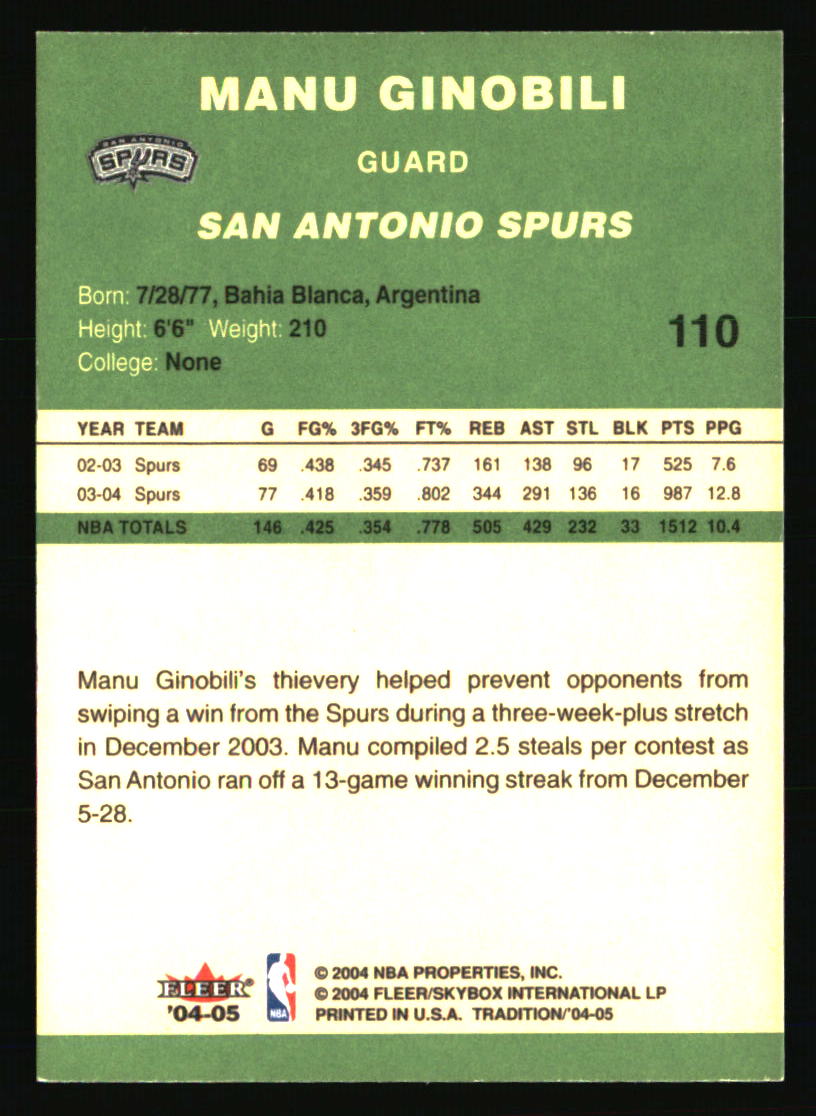 MANU GINOBILI
SAN ANTONIO
SPURS
GUARD
SAN ANTONIO SPURS
Born: 7/28/77, Bahia Blanca, Argentina
Height: 6'6" Weight: 210
College: None
110
YEAR TEAM G FG% 3FG% FT% REB AST STL BLK PTS PPG
02-03 Spurs 69 .438 .345 .737 161 138 96 17 525 7.6
03-04 Spurs 77 .418 .359 .802 344 291 136 16 987 12.8
NBA TOTALS 146 .425 .354 .778 505 429 232 33 1512 10.4
Manu Ginobili's thievery helped prevent opponents from
swiping a win from the Spurs during a three-week-plus stretch
in December 2003. Manu compiled 2.5 steals per contest as
San Antonio ran off a 13-game winning streak from December
5-28.
FLEER®
'04-05
NBA
© 2004 NBA PROPERTIES, INC.
© 2004 FLEER/SKYBOX INTERNATIONAL LP
PRINTED IN U.S.A. TRADITION/'04-05